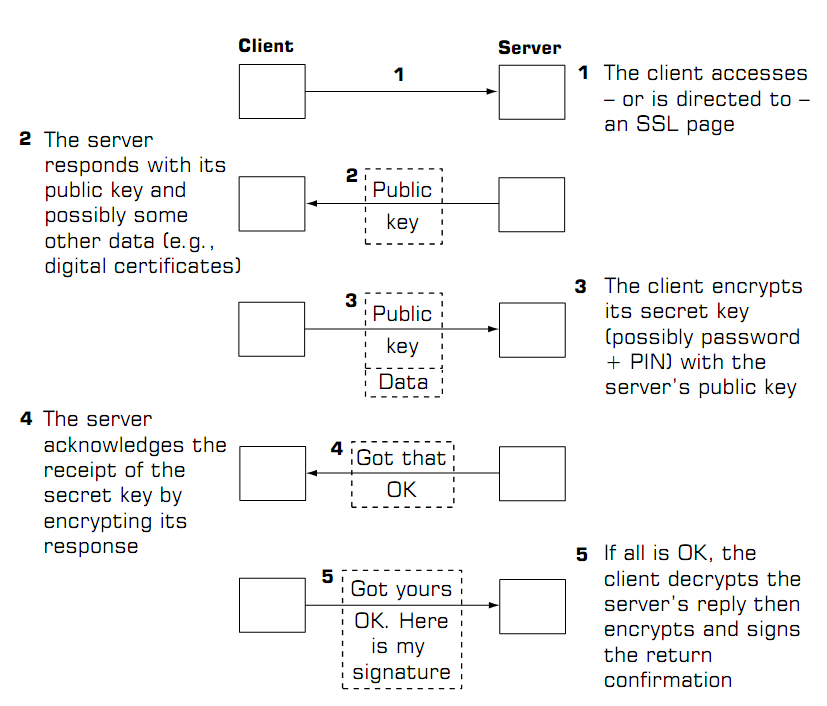 Client
Server
1
1 The client accesses
– or is directed to –
an SSL page
2 The server
responds with its
public key and
possibly some
other data (e.g.,
digital certificates)
2
Public
key
3
Public
key
Data
3 The client encrypts
its secret key
(possibly password
+ PIN) with the
server's public key
4 The server
acknowledges the
receipt of the
secret key by
encrypting its
response
4
Got that
OK
5
Got yours
OK. Here
is my
signature
5 If all is OK, the
client decrypts the
server's reply then
encrypts and signs
the return
confirmation